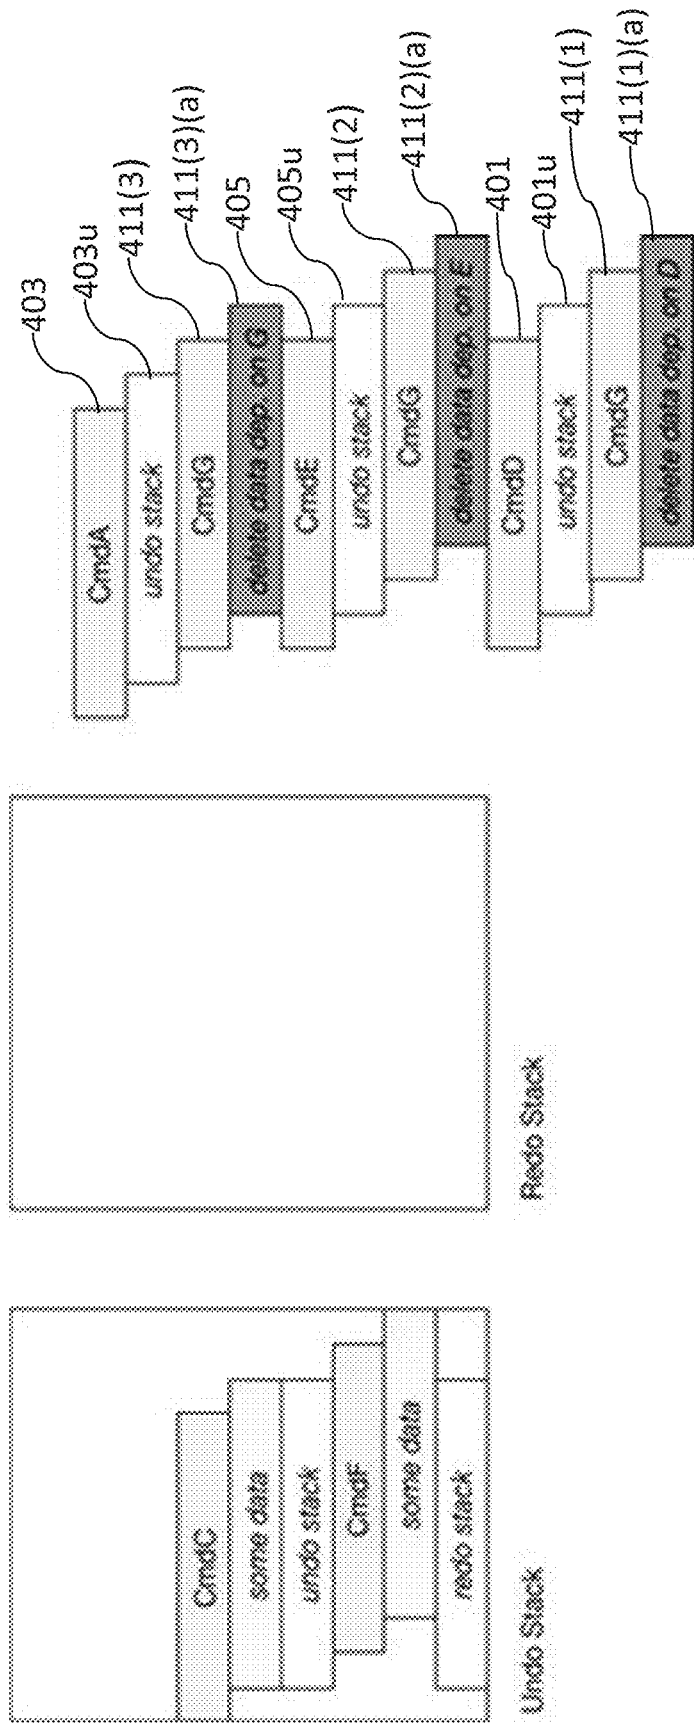 CmdC
some data
undo stack
CmdF
some data
redo stack
Undo Stack
Redo Stack
CmdA
undo stack
CmdG
delete data dep. on G
CmdE
undo stack
CmdG
delete data dep. on E
CmdD
undo stack
CmdG
delete data dep. on D
403
403u
411(3)
411(3)(a)
405
405u
411(2)
411(2)(a)
401
401u
411(1)
411(1)(a)